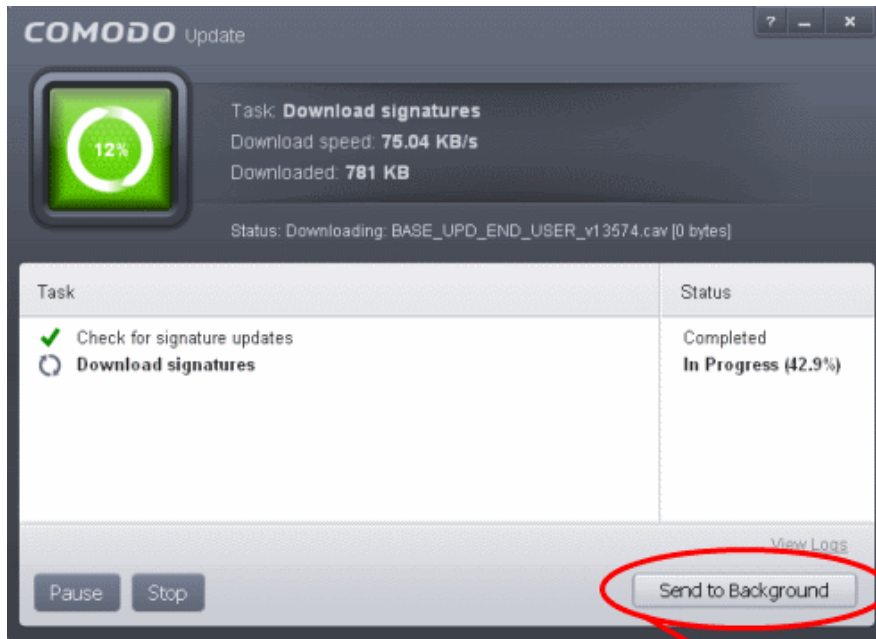 COMODO Update
? – x
12%
Task: Download signatures
Download speed: 75.04 KB/s
Downloaded: 781 KB
Status: Downloading: BASE_UPD_END_USER_v13574.cav [0 bytes]
Task Status
Check for signature updates Completed
Download signatures In Progress (42.9%)
View Logs
Pause Stop Send to Background